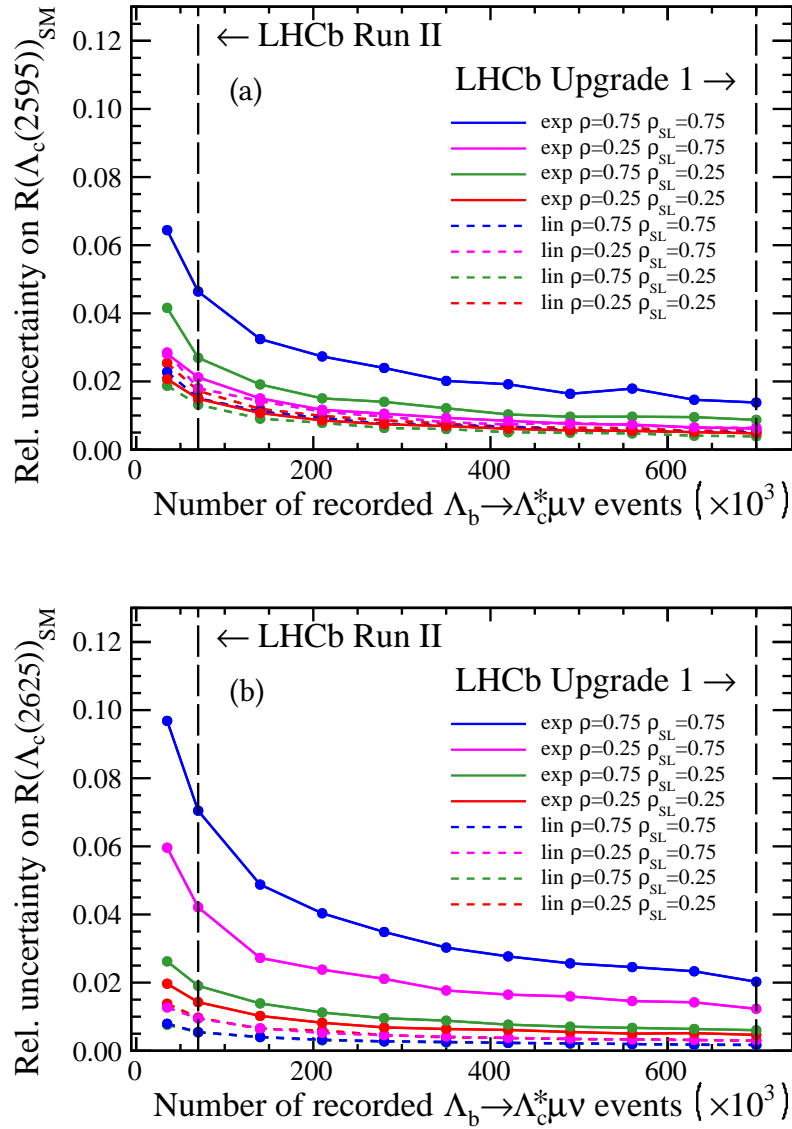 0.12
0.10
0.08
0.06
0.04
0.02
0.00
Rel. uncertainty on R(Λc(2595))SM
← LHCb Run II
(a)
LHCb Upgrade 1 →
exp ρ=0.75 ρSL=0.75
exp ρ=0.25 ρSL=0.75
exp ρ=0.75 ρSL=0.25
exp ρ=0.25 ρSL=0.25
lin ρ=0.75 ρSL=0.75
lin ρ=0.25 ρSL=0.75
lin ρ=0.75 ρSL=0.25
lin ρ=0.25 ρSL=0.25
0 200 400 600
Number of recorded Λb→Λc*μν events (×10³)
0.12
0.10
0.08
0.06
0.04
0.02
0.00
Rel. uncertainty on R(Λc(2625))SM
← LHCb Run II
(b)
LHCb Upgrade 1 →
exp ρ=0.75 ρSL=0.75
exp ρ=0.25 ρSL=0.75
exp ρ=0.75 ρSL=0.25
exp ρ=0.25 ρSL=0.25
lin ρ=0.75 ρSL=0.75
lin ρ=0.25 ρSL=0.75
lin ρ=0.75 ρSL=0.25
lin ρ=0.25 ρSL=0.25
0 200 400 600
Number of recorded Λb→Λc*μν events (×10³)